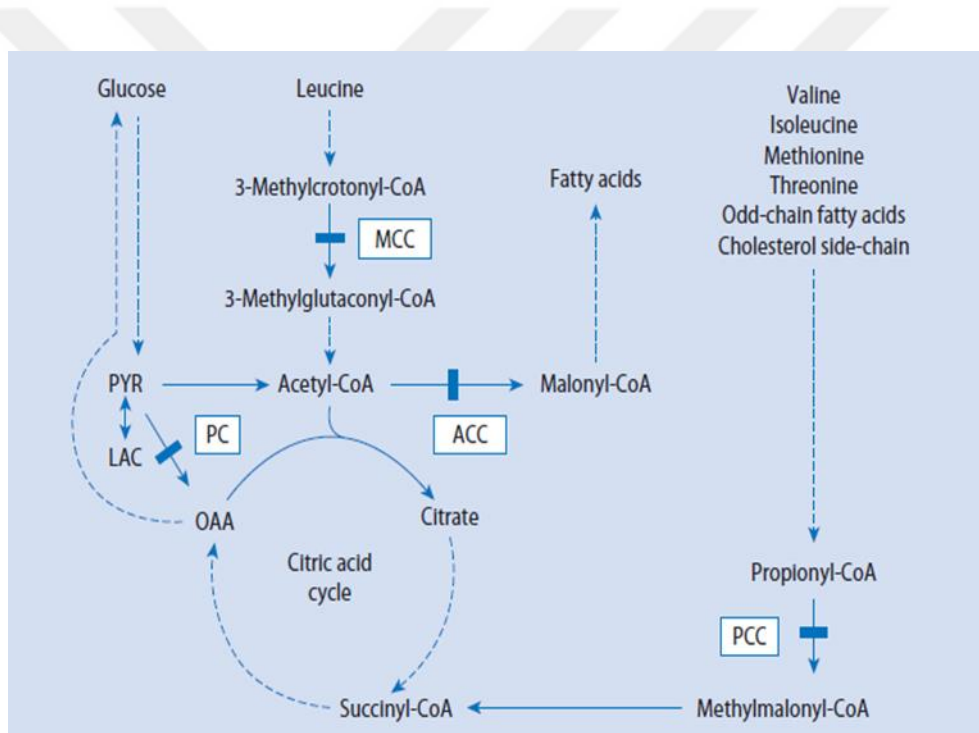 Glucose
Leucine
Valine
Isoleucine
Methionine
Threonine
Odd-chain fatty acids
Cholesterol side-chain
3-Methylcrotonyl-CoA
Fatty acids
MCC
3-Methylglutaconyl-CoA
PYR
Acetyl-CoA
Malonyl-CoA
PC
ACC
LAC
OAA
Citrate
Citric acid
cycle
Propionyl-CoA
PCC
Succinyl-CoA
Methylmalonyl-CoA